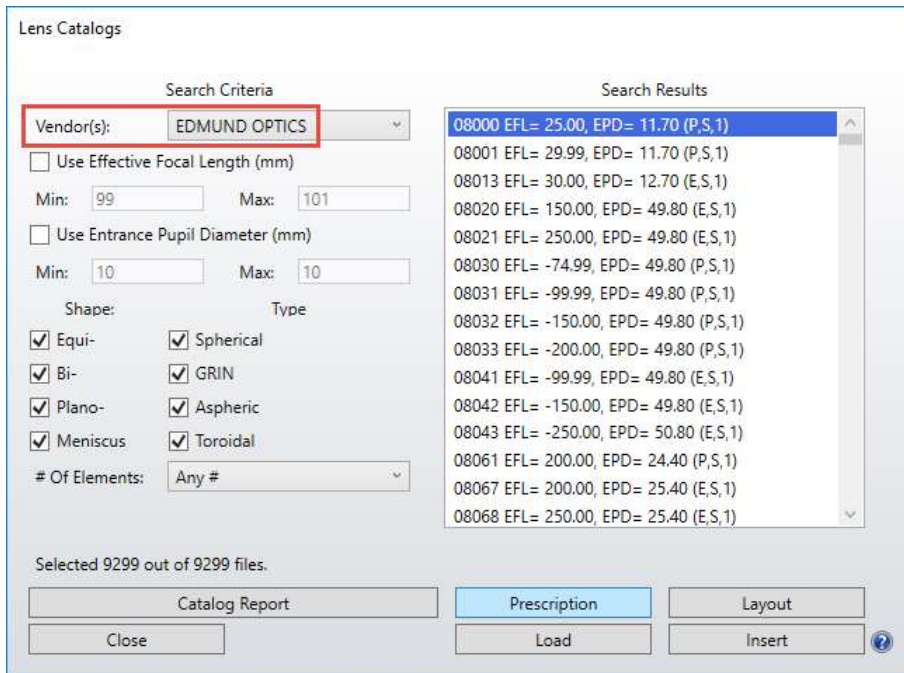 Lens Catalogs
Search Criteria
Vendor(s): EDMUND OPTICS
Use Effective Focal Length (mm)
Min: 99 Max: 101
Use Entrance Pupil Diameter (mm)
Min: 10 Max: 10
Shape: Type
Equi- Spherical
Bi- GRIN
Plano- Aspheric
Meniscus Toroidal
# Of Elements: Any #
Search Results
08000 EFL= 25.00, EPD= 11.70 (P,S,1)
08001 EFL= 29.99, EPD= 11.70 (P,S,1)
08013 EFL= 30.00, EPD= 12.70 (E,S,1)
08020 EFL= 150.00, EPD= 49.80 (E,S,1)
08021 EFL= 250.00, EPD= 49.80 (E,S,1)
08030 EFL= -74.99, EPD= 49.80 (P,S,1)
08031 EFL= -99.99, EPD= 49.80 (P,S,1)
08032 EFL= -150.00, EPD= 49.80 (P,S,1)
08033 EFL= -200.00, EPD= 49.80 (P,S,1)
08041 EFL= -99.99, EPD= 49.80 (E,S,1)
08042 EFL= -150.00, EPD= 49.80 (E,S,1)
08043 EFL= -250.00, EPD= 50.80 (E,S,1)
08061 EFL= 200.00, EPD= 24.40 (P,S,1)
08067 EFL= 200.00, EPD= 25.40 (E,S,1)
08068 EFL= 250.00, EPD= 25.40 (E,S,1)
Selected 9299 out of 9299 files.
Catalog Report Prescription Layout
Close Load Insert ?